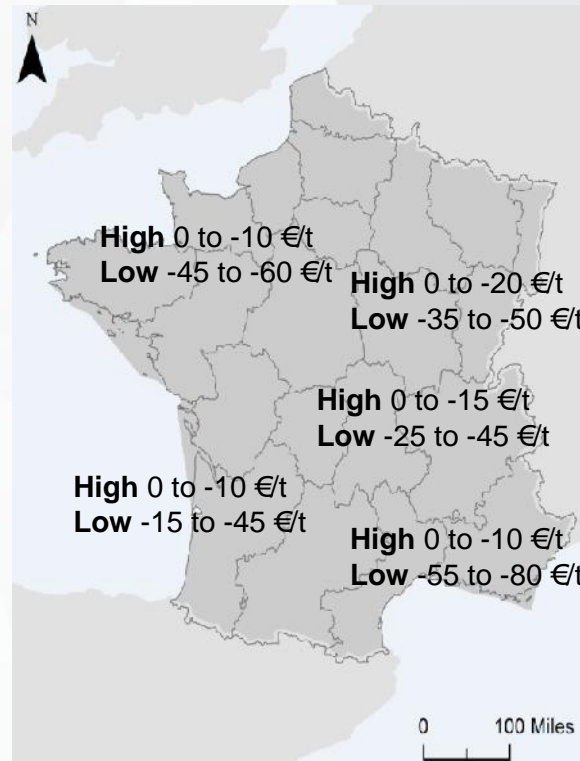 N
High 0 to -10 €/t
Low -45 to -60 €/t
High 0 to -20 €/t
Low -35 to -50 €/t
High 0 to -15 €/t
Low -25 to -45 €/t
High 0 to -10 €/t
Low -15 to -45 €/t
High 0 to -10 €/t
Low -55 to -80 €/t
0 100 Miles